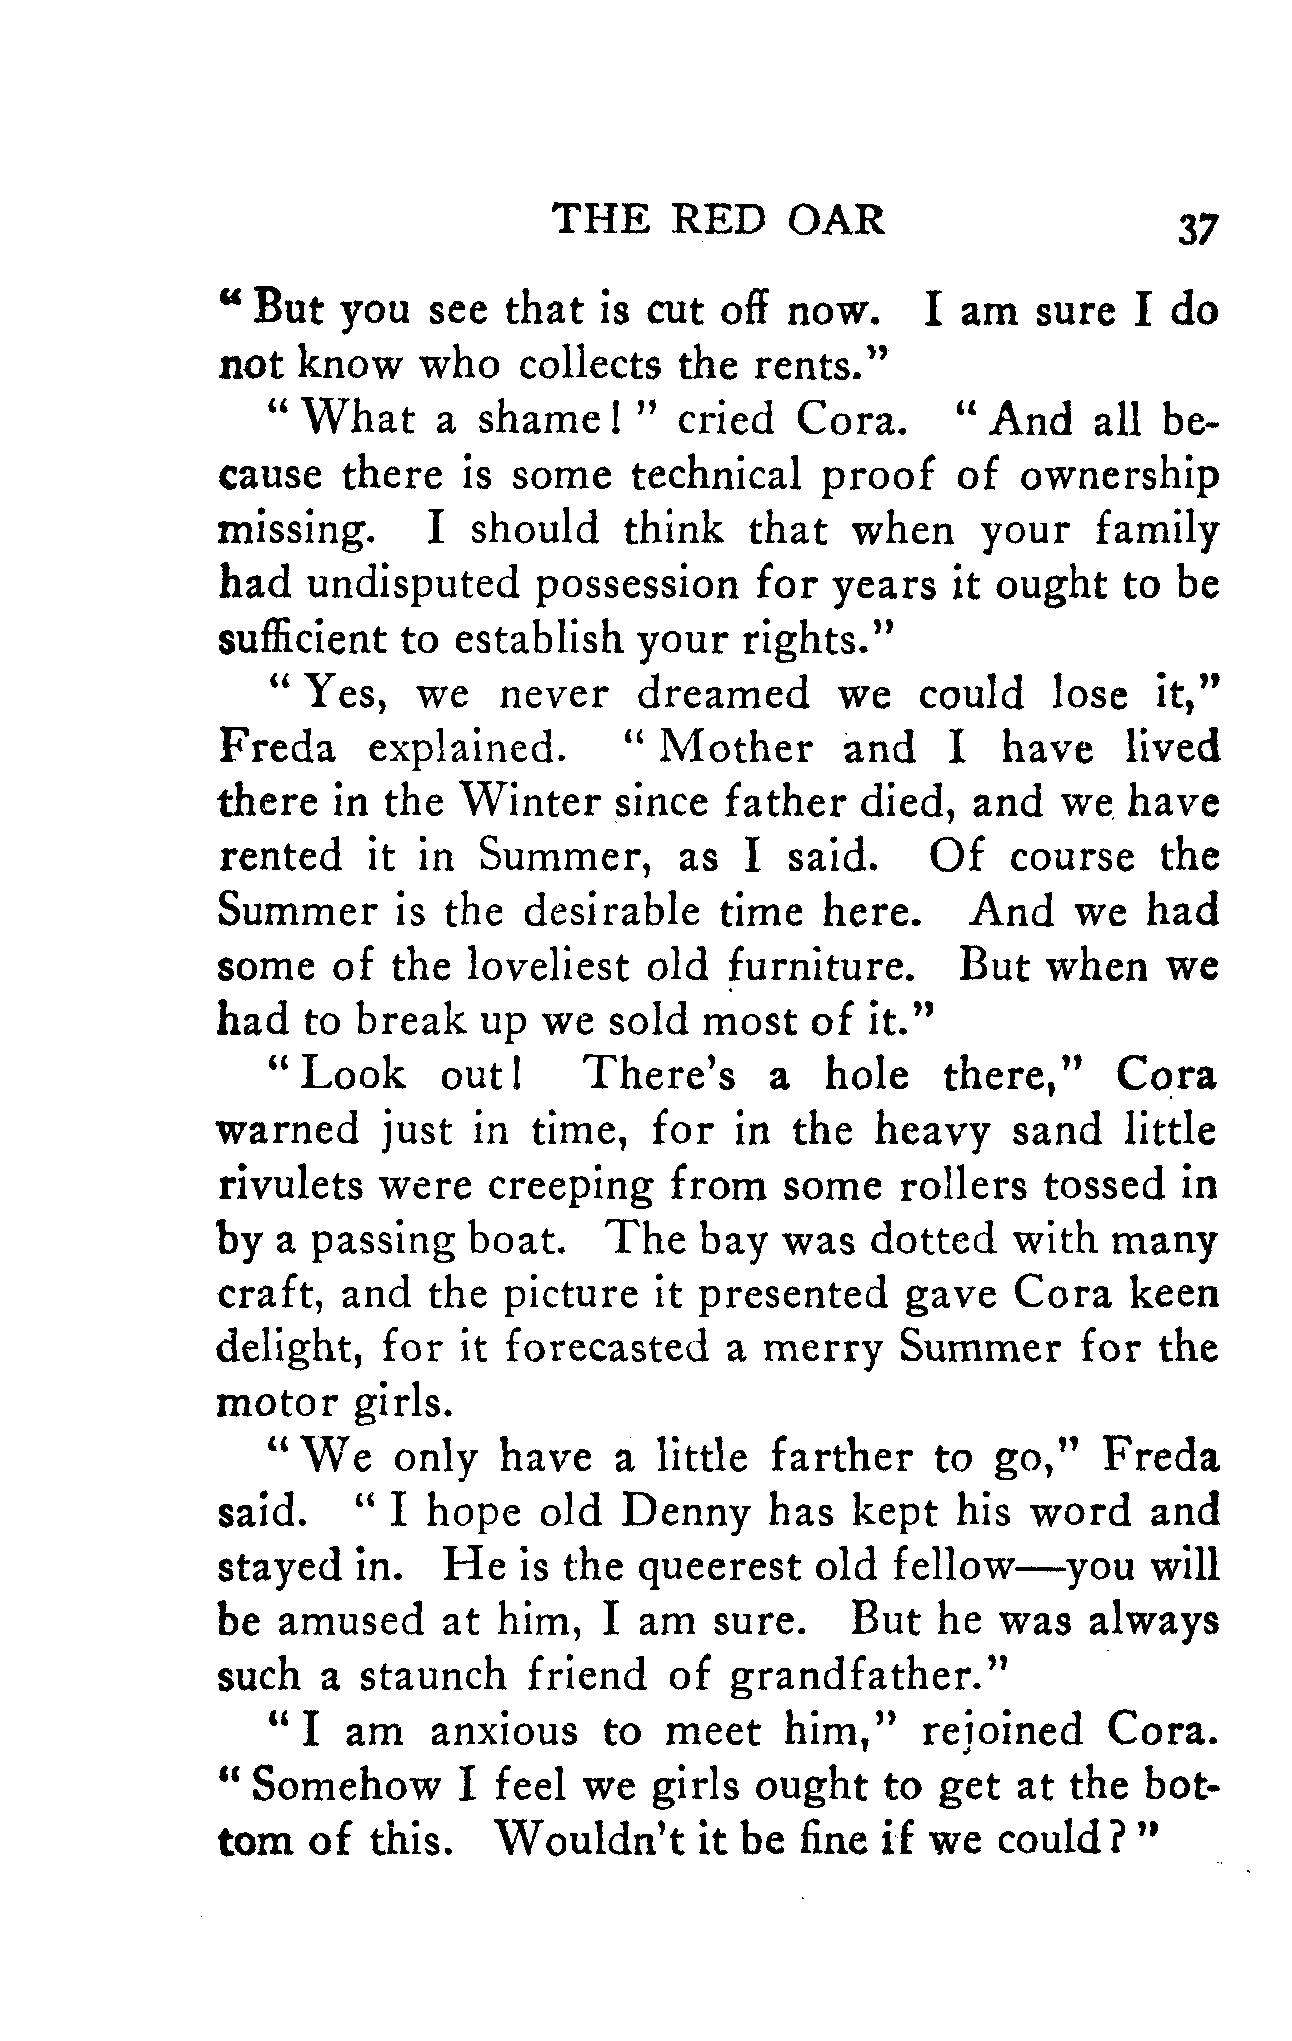 THE RED OAR 37
“ But you see that is cut off now. I am sure I do
not know who collects the rents.”
“ What a shame! ” cried Cora. “ And all be-
cause there is some technical proof of ownership
missing. I should think that when your family
had undisputed possession for years it ought to be
sufficient to establish your rights.”
“ Yes, we never dreamed we could lose it,”
Freda explained. “ Mother and I have lived
there in the Winter since father died, and we have
rented it in Summer, as I said. Of course the
Summer is the desirable time here. And we had
some of the loveliest old furniture. But when we
had to break up we sold most of it.”
“ Look out! There’s a hole there,” Cora
warned just in time, for in the heavy sand little
rivulets were creeping from some rollers tossed in
by a passing boat. The bay was dotted with many
craft, and the picture it presented gave Cora keen
delight, for it forecasted a merry Summer for the
motor girls.
“ We only have a little farther to go,” Freda
said. “ I hope old Denny has kept his word and
stayed in. He is the queerest old fellow—you will
be amused at him, I am sure. But he was always
such a staunch friend of grandfather.”
“ I am anxious to meet him,” rejoined Cora.
“ Somehow I feel we girls ought to get at the bot-
tom of this. Wouldn’t it be fine if we could? ”